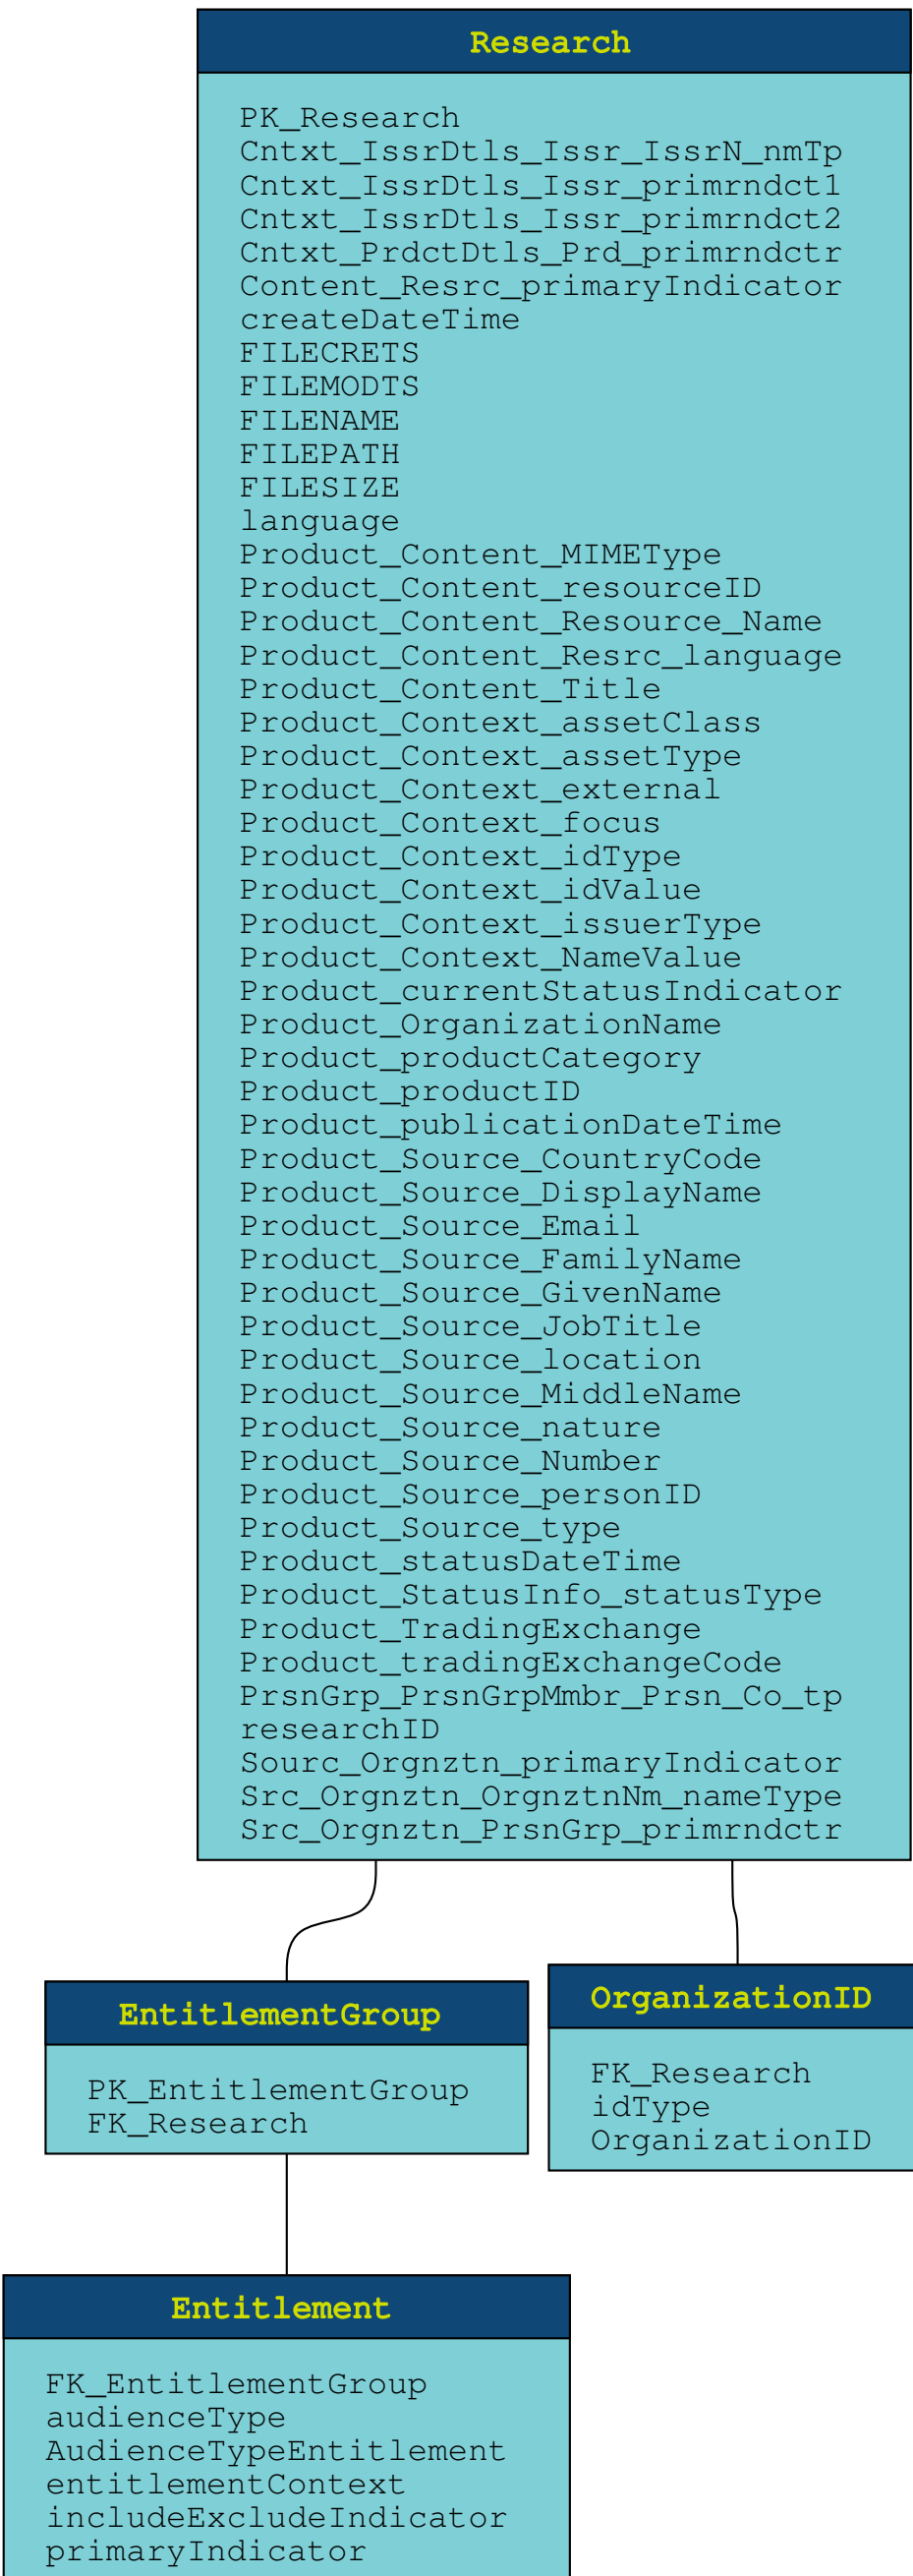 Research
PK_Research
Cntxt_IssrDtls_Issr_IssrN_nmTp
Cntxt_IssrDtls_Issr_primrndct1
Cntxt_IssrDtls_Issr_primrndct2
Cntxt_PrdctDtls_Prd_primrndctr
Content_Resrc_primaryIndicator
createDateTime
FILECRETS
FILEMODTS
FILENAME
FILEPATH
FILESIZE
language
Product_Content_MIMEType
Product_Content_resourceID
Product_Content_Resource_Name
Product_Content_Resrc_language
Product_Content_Title
Product_Context_assetClass
Product_Context_assetType
Product_Context_external
Product_Context_focus
Product_Context_idType
Product_Context_idValue
Product_Context_issuerType
Product_Context_NameValue
Product_currentStatusIndicator
Product_OrganizationName
Product_productCategory
Product_productID
Product_publicationDateTime
Product_Source_CountryCode
Product_Source_DisplayName
Product_Source_Email
Product_Source_FamilyName
Product_Source_GivenName
Product_Source_JobTitle
Product_Source_location
Product_Source_MiddleName
Product_Source_nature
Product_Source_Number
Product_Source_personID
Product_Source_type
Product_statusDateTime
Product_StatusInfo_statusType
Product_TradingExchange
Product_tradingExchangeCode
PrsnGrp_PrsnGrpMmbr_Prsn_Co_tp
researchID
Sourc_Orgnztn_primaryIndicator
Src_Orgnztn_OrgnztnNm_nameType
Src_Orgnztn_PrsnGrp_primrndctr
EntitlementGroup
PK_EntitlementGroup
FK_Research
OrganizationID
FK_Research
idType
OrganizationID
Entitlement
FK_EntitlementGroup
audienceType
AudienceTypeEntitlement
entitlementContext
includeExcludeIndicator
primaryIndicator